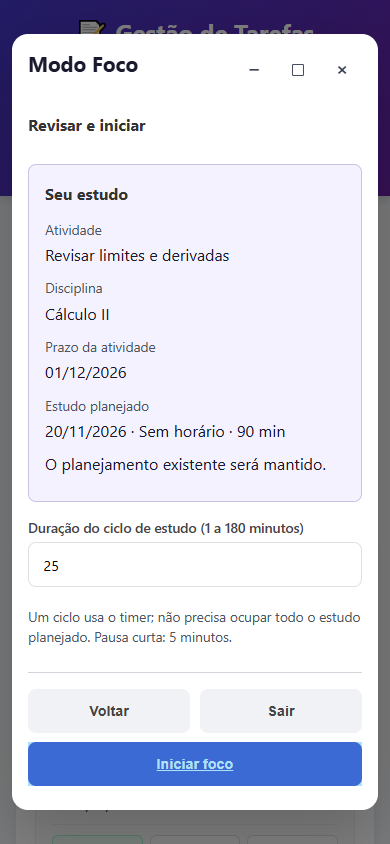 Gestão de Tarefas
Modo Foco
Revisar e iniciar
Seu estudo
Atividade
Revisar limites e derivadas
Disciplina
Cálculo II
Prazo da atividade
01/12/2026
Estudo planejado
20/11/2026 · Sem horário · 90 min
O planejamento existente será mantido.
Duração do ciclo de estudo (1 a 180 minutos)
25
Um ciclo usa o timer; não precisa ocupar todo o estudo
planejado. Pausa curta: 5 minutos.
Voltar
Sair
Iniciar foco